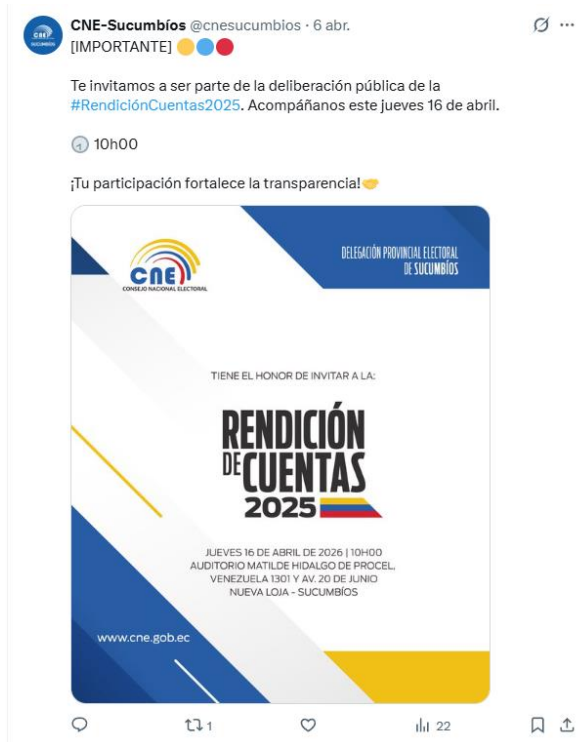 CNE-Sucumbíos @cnesucumbios · 6 abr.
[IMPORTANTE]
Te invitamos a ser parte de la deliberación pública de la
#RendiciónCuentas2025. Acompáñanos este jueves 16 de abril.
10h00
¡Tu participación fortalece la transparencia!
CNE
CONSEJO NACIONAL ELECTORAL
DELEGACIÓN PROVINCIAL ELECTORAL
DE SUCUMBÍOS
TIENE EL HONOR DE INVITAR A LA:
RENDICIÓN
DE CUENTAS
2025
JUEVES 16 DE ABRIL DE 2026 | 10H00
AUDITORIO MATILDE HIDALGO DE PROCEL,
VENEZUELA 1301 Y AV. 20 DE JUNIO
NUEVA LOJA - SUCUMBÍOS
www.cne.gob.ec
1
22